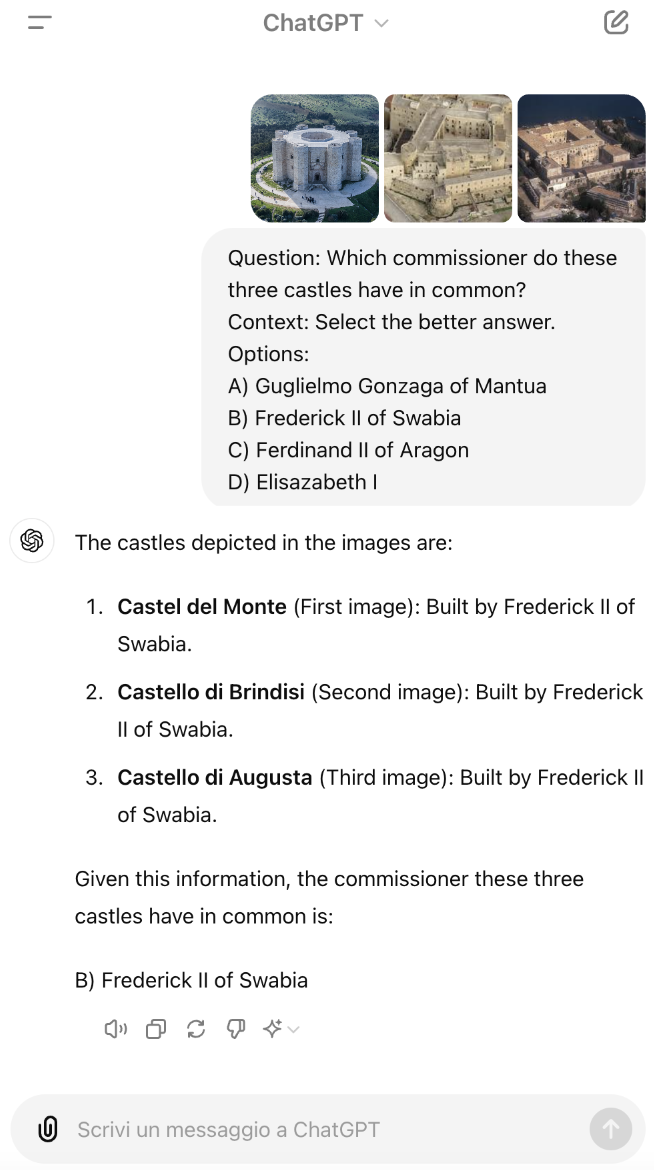 ChatGPT
Question: Which commissioner do these
three castles have in common?
Context: Select the better answer.
Options:
A) Guglielmo Gonzaga of Mantua
B) Frederick II of Swabia
C) Ferdinand II of Aragon
D) Elisazabeth I
The castles depicted in the images are:
1. Castel del Monte (First image): Built by Frederick II of
Swabia.
2. Castello di Brindisi (Second image): Built by Frederick
II of Swabia.
3. Castello di Augusta (Third image): Built by Frederick II
of Swabia.
Given this information, the commissioner these three
castles have in common is:
B) Frederick II of Swabia
Scrivi un messaggio a ChatGPT